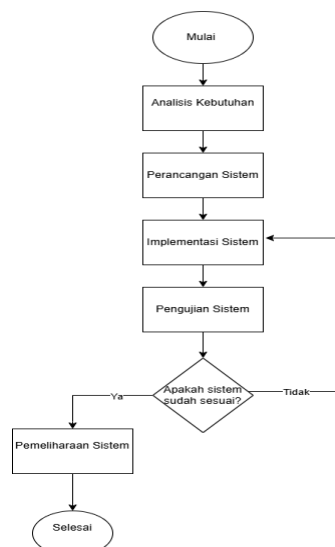 Mulai
Analisis Kebutuhan
Perancangan Sistem
Implementasi Sistem
Pengujian Sistem
Apakah sistem
sudah sesuai?
Ya
Tidak
Pemeliharaan Sistem
Selesai